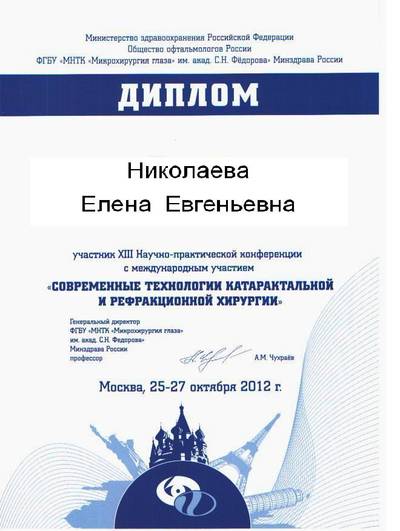 Министерство здравоохранения Российской Федерации
Общество офтальмологов России
ФГБУ «МНТК «Микрохирургия глаза» им. акад. С.Н. Фёдорова» Минздрава России
ДИПЛОМ
Николаева
Елена Евгеньевна
участник XIII Научно-практической конференции
с международным участием
«СОВРЕМЕННЫЕ ТЕХНОЛОГИИ КАТАРАКТАЛЬНОЙ
И РЕФРАКЦИОННОЙ ХИРУРГИИ»
Генеральный директор
ФГБУ «МНТК «Микрохирургия глаза»
им. акад. С.Н. Федорова»
Минздрава России
профессор
А.М. Чухраёв
Москва, 25-27 октября 2012 г.